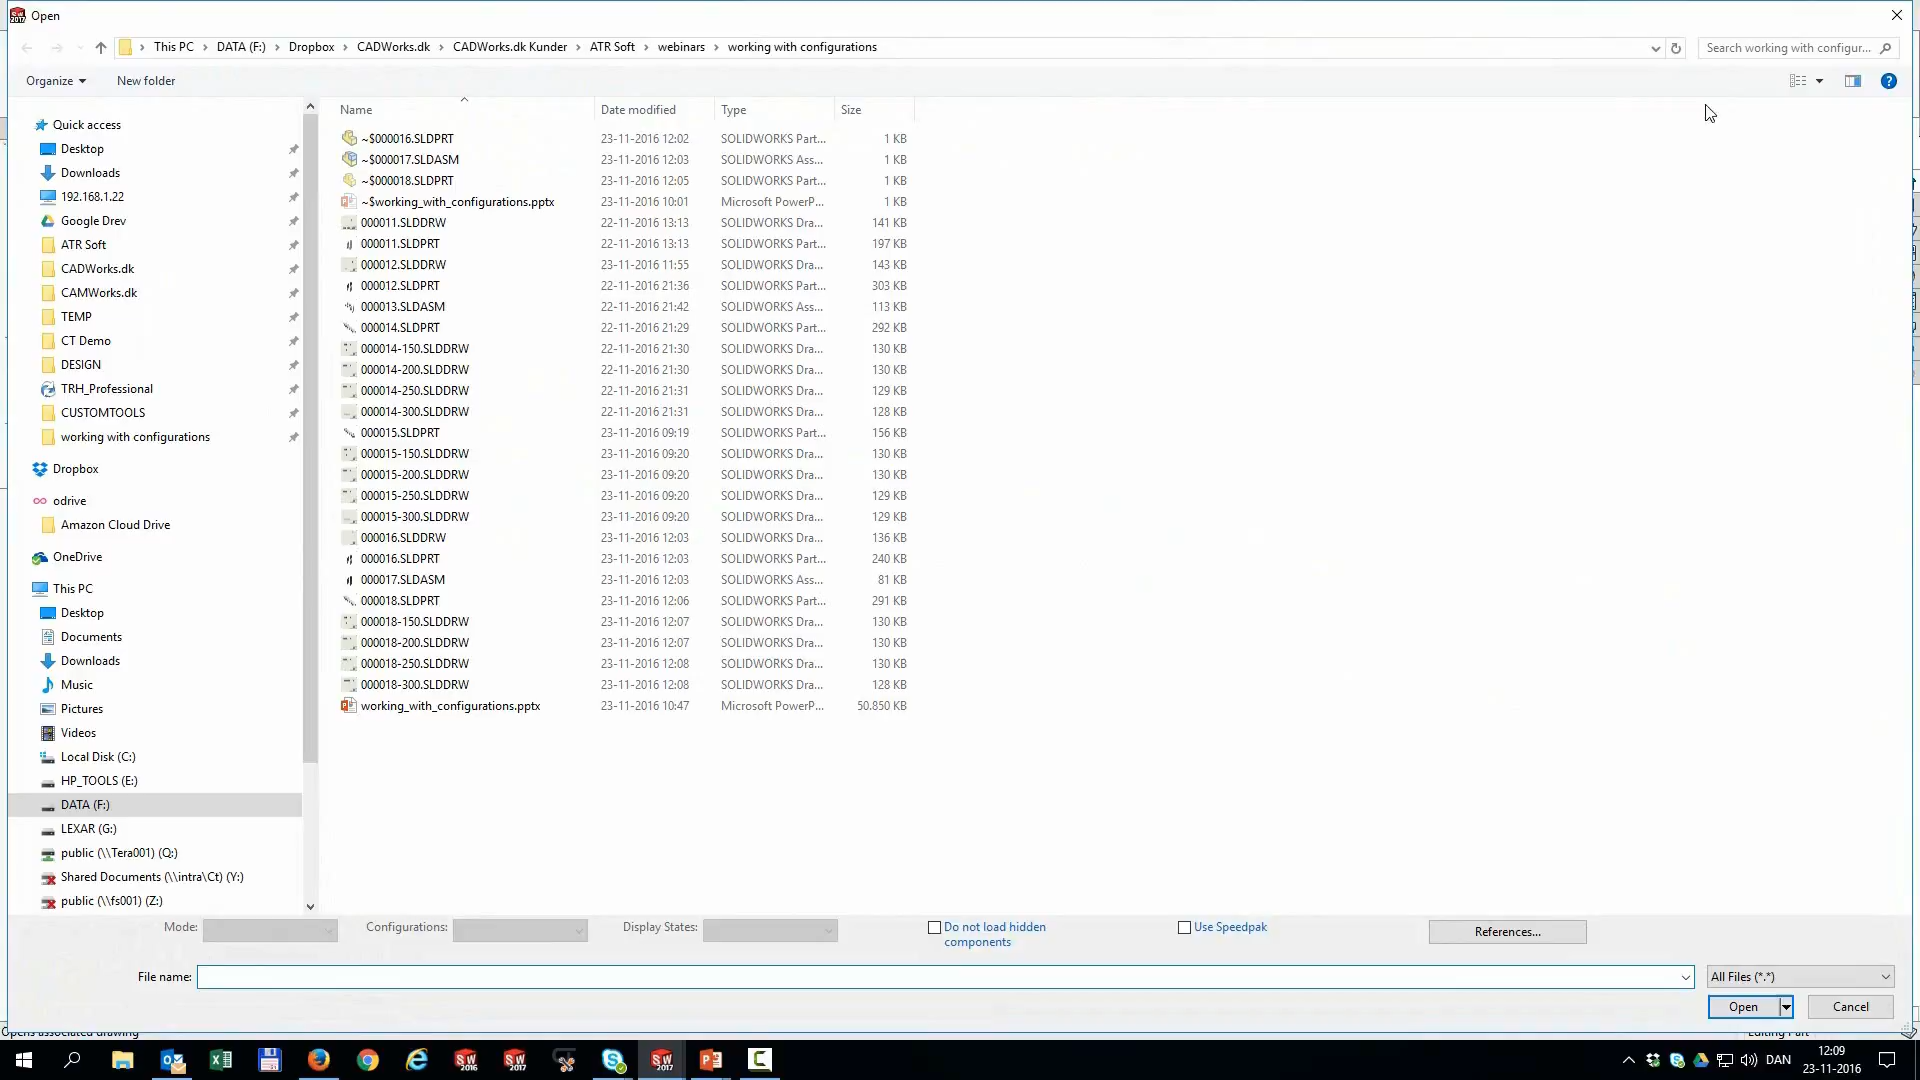 Open
This PC > DATA (F:) > Dropbox > CADWorks.dk > CADWorks.dk Kunder > ATR Soft > webinars > working with configurations
Search working with configur...
Organize
New folder
Name Date modified Type Size
~$000016.SLDPRT 23-11-2016 12:02 SOLIDWORKS Part... 1 KB
~$000017.SLDASM 23-11-2016 12:03 SOLIDWORKS Ass... 1 KB
~$000018.SLDPRT 23-11-2016 12:05 SOLIDWORKS Part... 1 KB
~$working_with_configurations.pptx 23-11-2016 10:01 Microsoft PowerP... 1 KB
000011.SLDDRW 22-11-2016 13:13 SOLIDWORKS Dra... 141 KB
000011.SLDPRT 22-11-2016 13:13 SOLIDWORKS Part... 197 KB
000012.SLDDRW 23-11-2016 11:55 SOLIDWORKS Dra... 143 KB
000012.SLDPRT 22-11-2016 21:36 SOLIDWORKS Part... 303 KB
000013.SLDASM 22-11-2016 21:42 SOLIDWORKS Ass... 113 KB
000014.SLDPRT 22-11-2016 21:29 SOLIDWORKS Part... 292 KB
000014-150.SLDDRW 22-11-2016 21:30 SOLIDWORKS Dra... 130 KB
000014-200.SLDDRW 22-11-2016 21:30 SOLIDWORKS Dra... 130 KB
000014-250.SLDDRW 22-11-2016 21:31 SOLIDWORKS Dra... 129 KB
000014-300.SLDDRW 22-11-2016 21:31 SOLIDWORKS Dra... 128 KB
000015.SLDPRT 23-11-2016 09:19 SOLIDWORKS Part... 156 KB
000015-150.SLDDRW 23-11-2016 09:20 SOLIDWORKS Dra... 130 KB
000015-200.SLDDRW 23-11-2016 09:20 SOLIDWORKS Dra... 130 KB
000015-250.SLDDRW 23-11-2016 09:20 SOLIDWORKS Dra... 129 KB
000015-300.SLDDRW 23-11-2016 09:20 SOLIDWORKS Dra... 129 KB
000016.SLDDRW 23-11-2016 12:03 SOLIDWORKS Dra... 136 KB
000016.SLDPRT 23-11-2016 12:03 SOLIDWORKS Part... 240 KB
000017.SLDASM 23-11-2016 12:03 SOLIDWORKS Ass... 81 KB
000018.SLDPRT 23-11-2016 12:06 SOLIDWORKS Part... 291 KB
000018-150.SLDDRW 23-11-2016 12:07 SOLIDWORKS Dra... 130 KB
000018-200.SLDDRW 23-11-2016 12:07 SOLIDWORKS Dra... 130 KB
000018-250.SLDDRW 23-11-2016 12:08 SOLIDWORKS Dra... 130 KB
000018-300.SLDDRW 23-11-2016 12:08 SOLIDWORKS Dra... 128 KB
working_with_configurations.pptx 23-11-2016 10:47 Microsoft PowerP... 50.850 KB
Quick access
Desktop
Downloads
192.168.1.22
Google Drev
ATR Soft
CADWorks.dk
CAMWorks.dk
TEMP
CT Demo
DESIGN
TRH_Professional
CUSTOMTOOLS
working with configurations
Dropbox
odrive
Amazon Cloud Drive
OneDrive
This PC
Desktop
Documents
Downloads
Music
Pictures
Videos
Local Disk (C:)
HP_TOOLS (E:)
DATA (F:)
LEXAR (G:)
public (\\Tera001) (Q:)
Shared Documents (\\intra\Ct) (Y:)
public (\\fs001) (Z:)
Mode:
Configurations:
Display States:
Do not load hidden
components
Use Speedpak
References...
File name:
All Files (*.*)
Open
Cancel
Opens associated drawing
Editing Part
DAN
12:09
23-11-2016